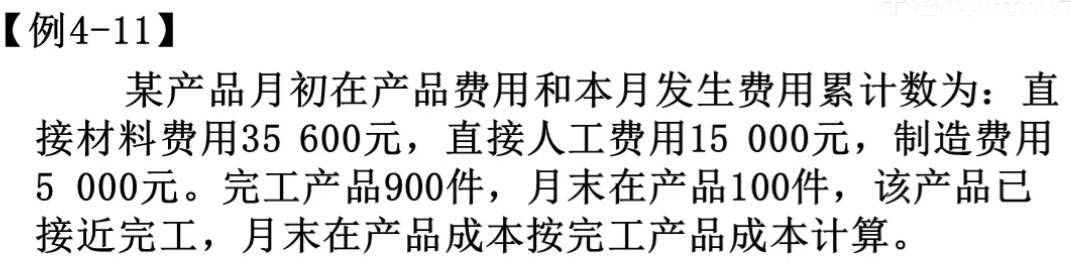 【例4-11】
某产品月初在产品费用和本月发生费用累计数为：直
接材料费用35 600元，直接人工费用15 000元，制造费用
5 000元。完工产品900件，月末在产品100件，该产品已
接近完工，月末在产品成本按完工产品成本计算。